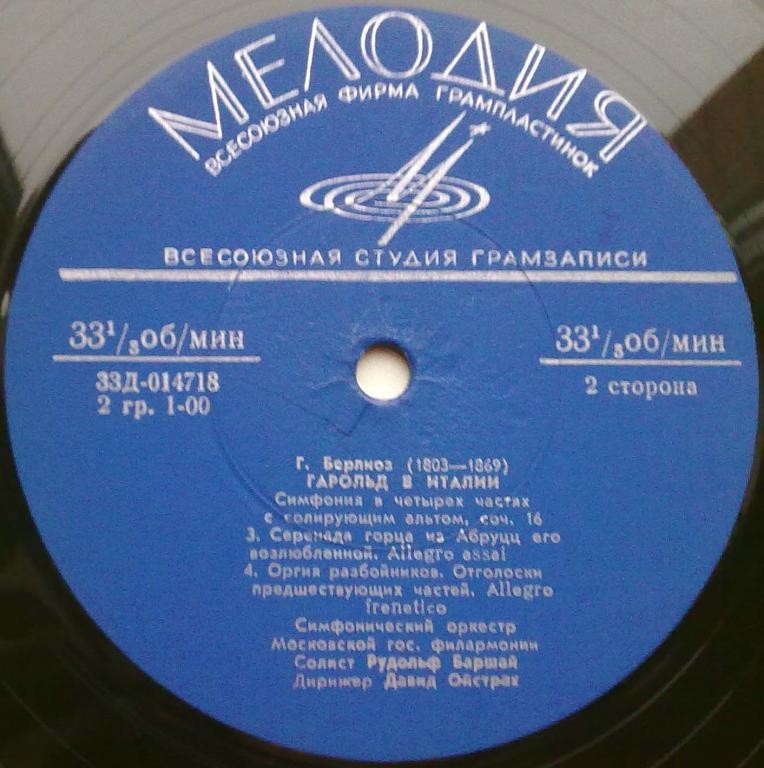 МЕЛОДИЯ
ВСЕСОЮЗНАЯ ФИРМА ГРАМПЛАСТИНОК
ВСЕСОЮЗНАЯ СТУДИЯ ГРАМЗАПИСИ
33¹/₃об/мин
33¹/₃об/мин
33Д-014718
2 гр. 1-00
2 сторона
Г. Берлиоз (1803—1869)
ГАРОЛЬД В ИТАЛИИ
Симфония в четырех частях
с солирующим альтом, соч. 16
3. Серенада горца из Абруцц его
возлюбленной. Allegro assai
4. Оргия разбойников. Отголоски
предшествующих частей. Allegro
frenetico
Симфонический оркестр
Московской гос. филармонии
Солист Рудольф Баршай
Дирижер Давид Ойстрах